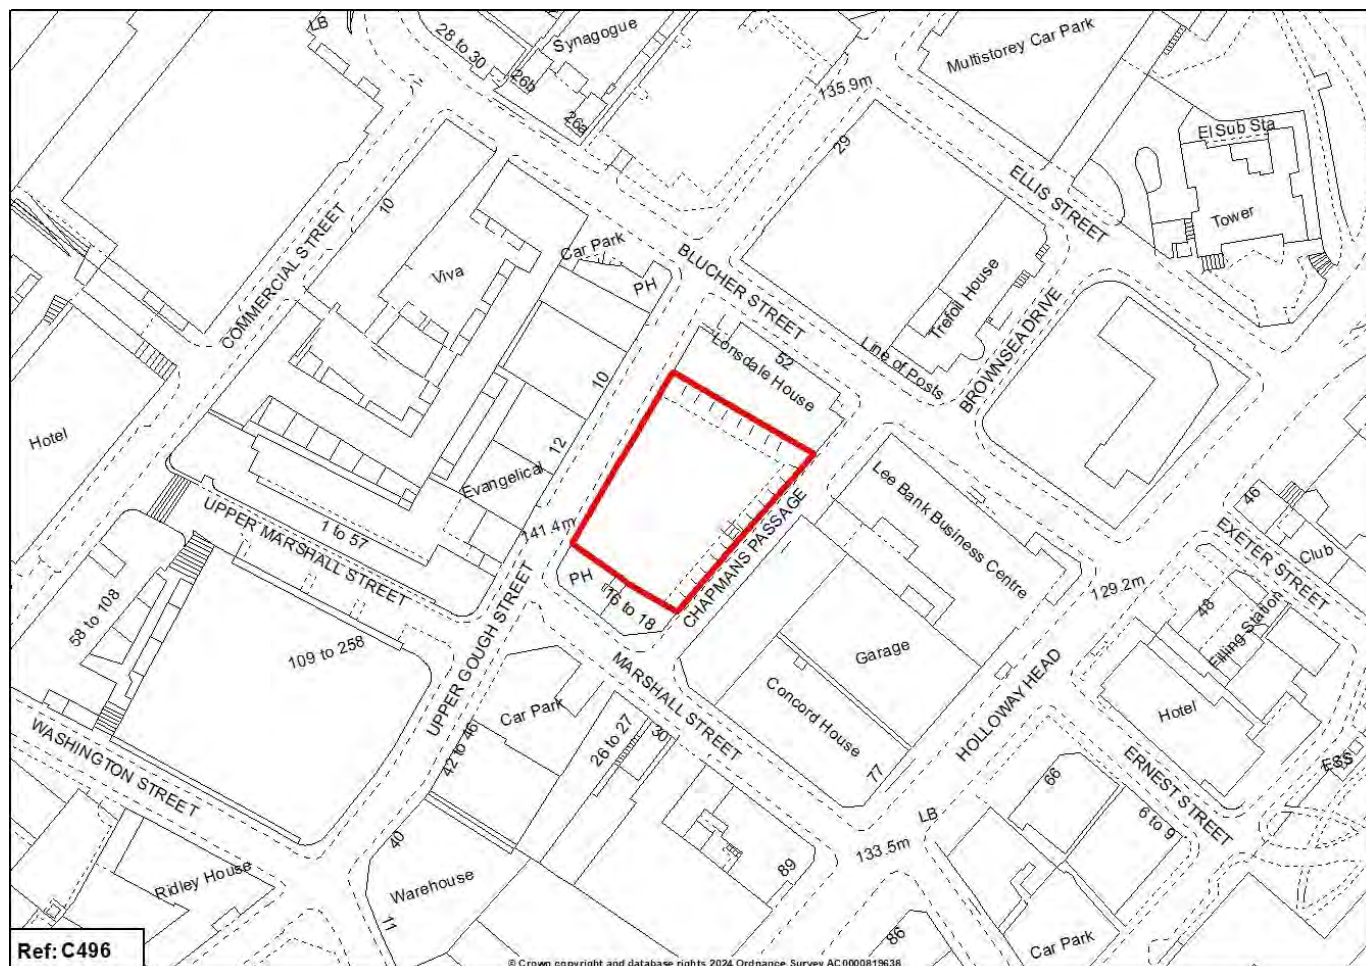 LB
28 to 30
Synagogue
26b
26a
Multistorey Car Park
135.9m
29
El Sub Sta
ELLIS STREET
Tower
10
COMMERCIAL STREET
Viva
Car Park
PH
BLUCHER STREET
Trefoil House
BROWNSEA DRIVE
Line of Posts
52
Lonsdale House
10
12
Evangelical
Hotel
141.4m
UPPER MARSHALL STREET
1 to 57
58 to 108
109 to 258
UPPER GOUGH STREET
PH
16 to 18
CHAPMANS PASSAGE
Lee Bank Business Centre
46
EXETER STREET
Club
129.2m
48
Filling Station
Garage
Concord House
77
HOLLOWAY HEAD
Hotel
MARSHALL STREET
Car Park
42 to 46
26 to 27
30
WASHINGTON STREET
ERNEST STREET
ESS
66
6 to 9
LB
133.5m
40
Warehouse
11
Ridley House
89
86
Car Park
Ref: C496
© Crown copyright and database rights 2024 Ordnance Survey AC0000819638